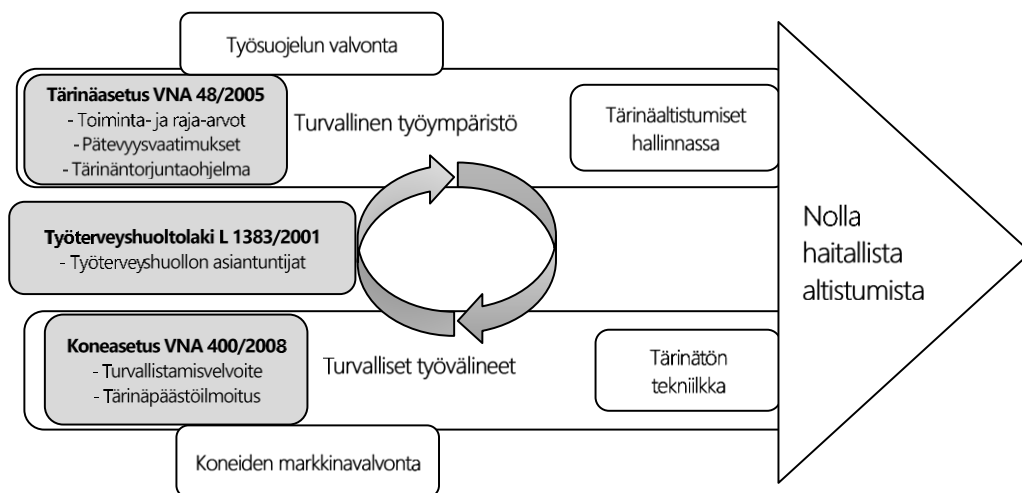 Työsuojelun valvonta
Tärinäasetus VNA 48/2005
- Toiminta- ja raja-arvot
- Pätevyysvaatimukset
- Tärinäntorjuntaohjelma
Turvallinen työympäristö
Tärinäaltistumiset
hallinnassa
Työterveyshuoltolaki L 1383/2001
- Työterveyshuollon asiantuntijat
Nolla
haitallista
altistumista
Koneasetus VNA 400/2008
- Turvallistamisvelvoite
- Tärinäpäästöilmoitus
Turvalliset työvälineet
Tärinätön
tekniilkka
Koneiden markkinavalvonta